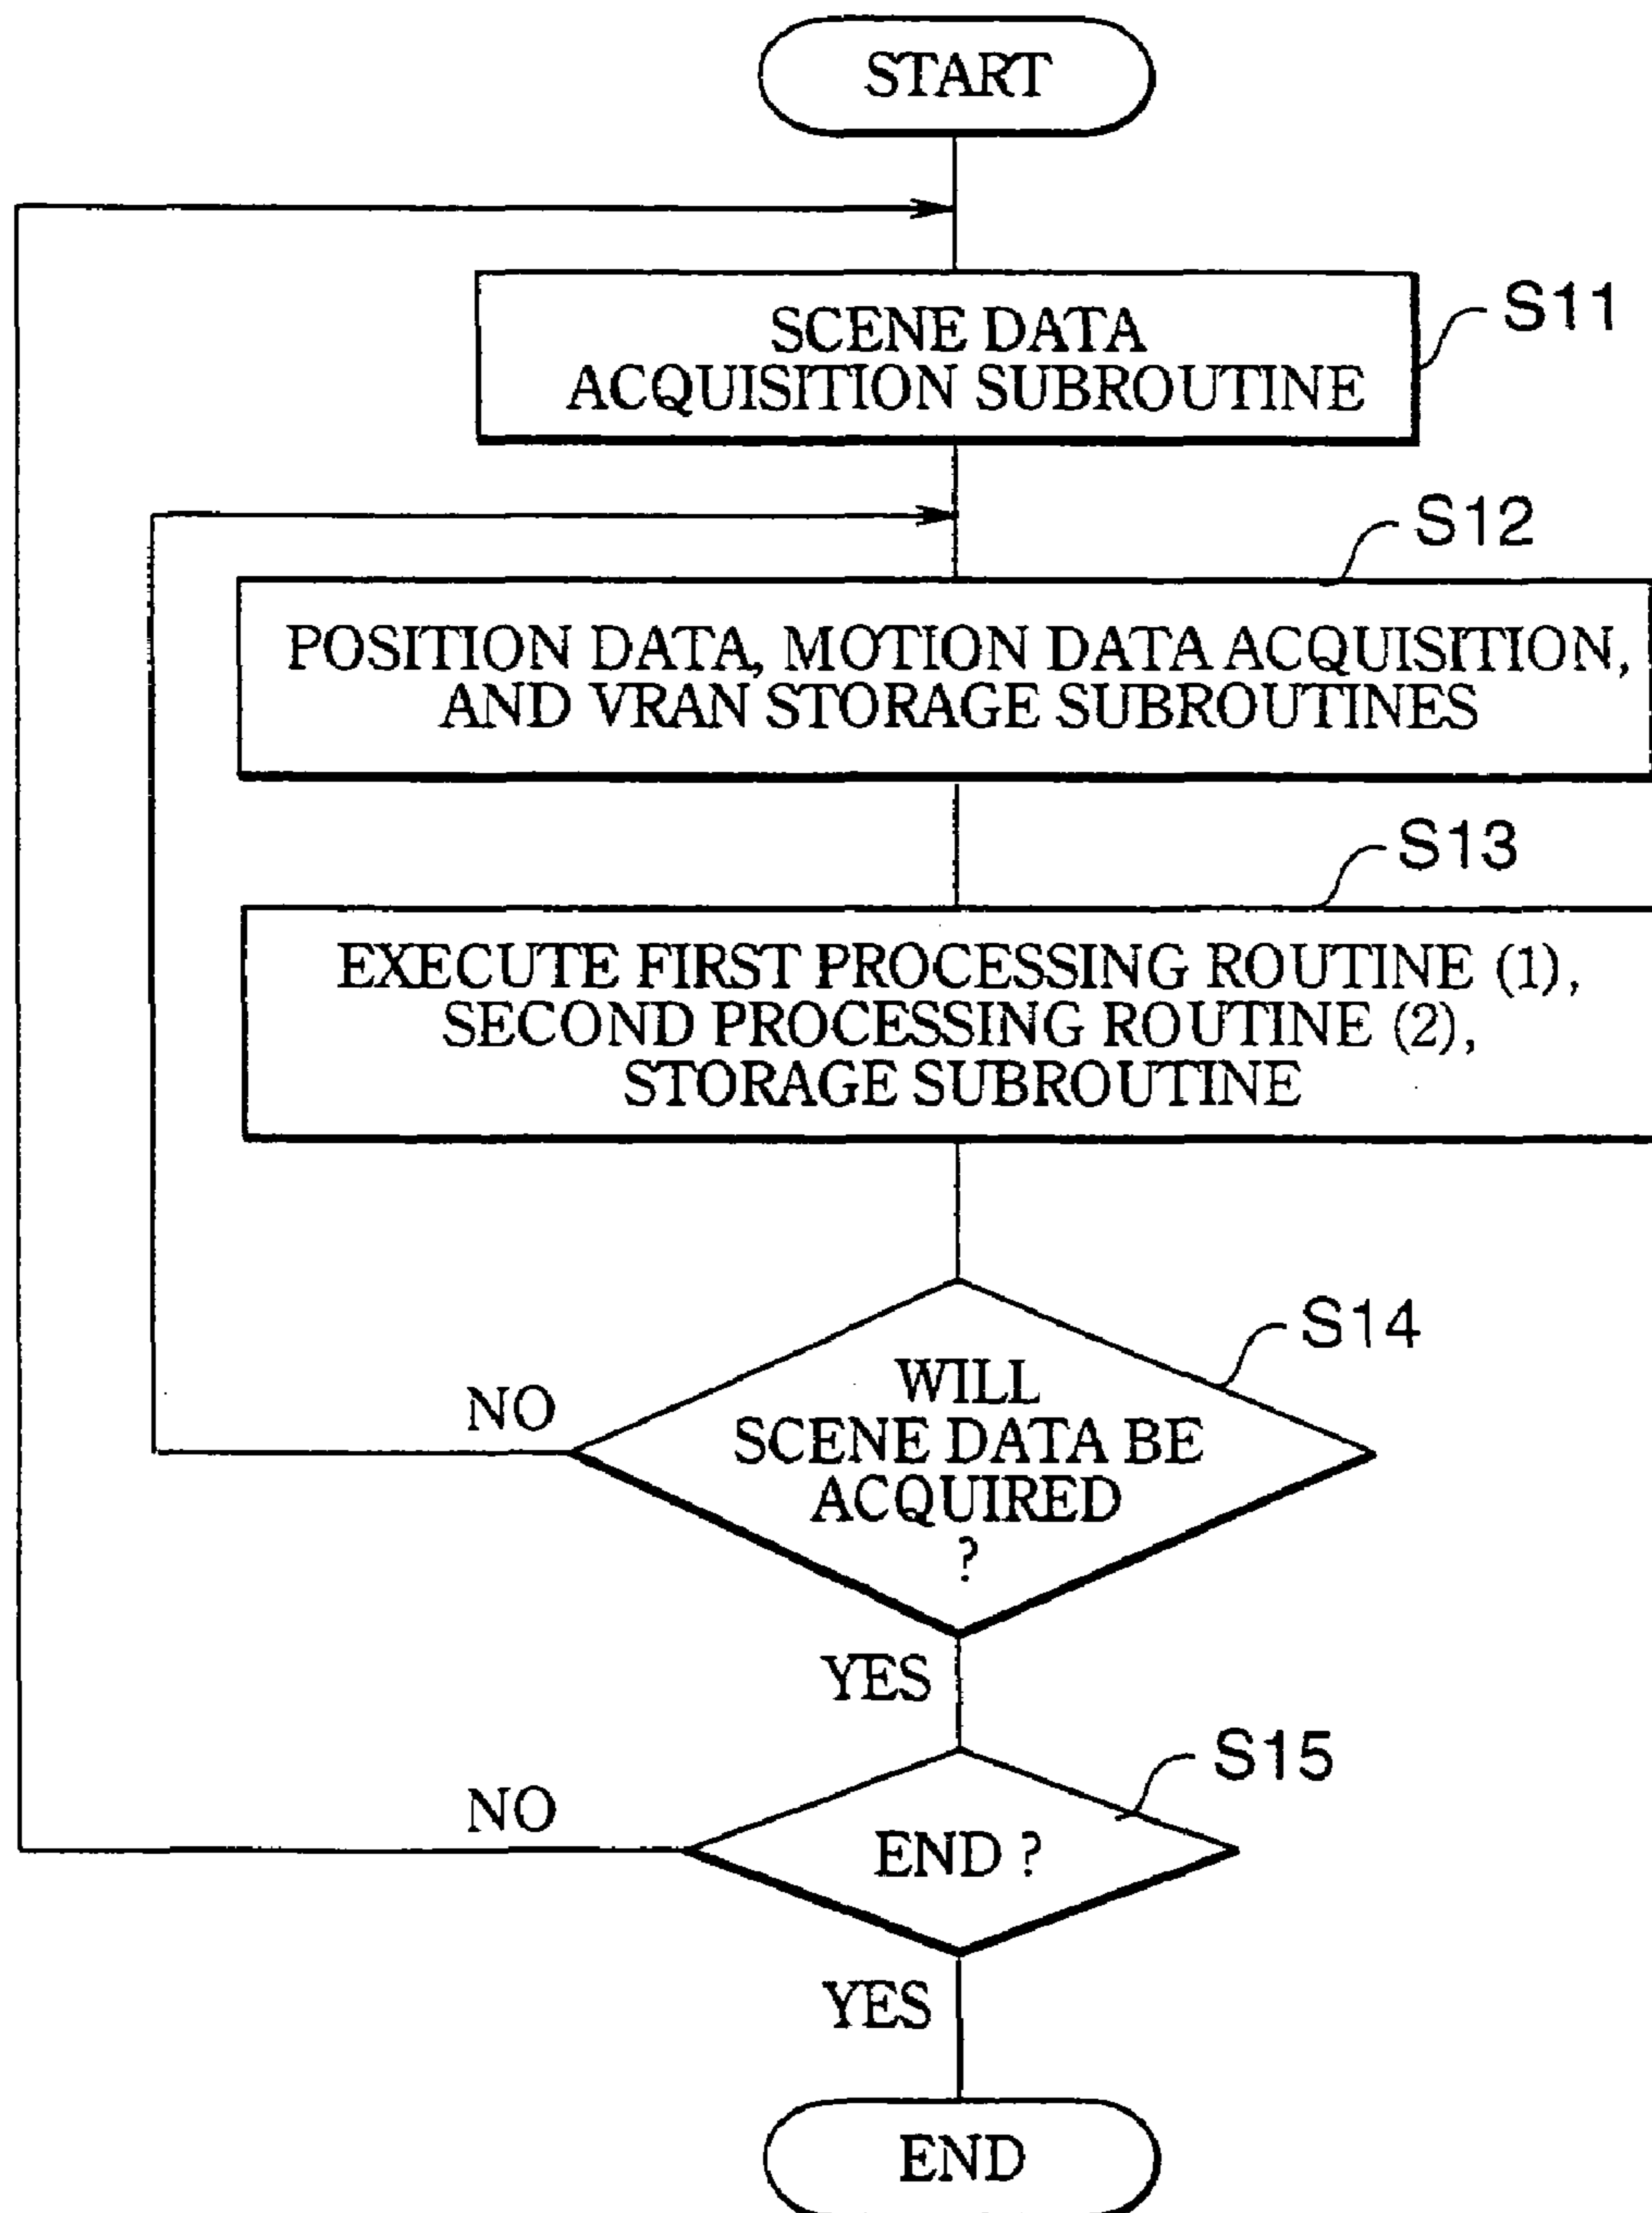 START
SCENE DATA
ACQUISITION SUBROUTINE
S11
S12
POSITION DATA, MOTION DATA ACQUISITION,
AND VRAN STORAGE SUBROUTINES
S13
EXECUTE FIRST PROCESSING ROUTINE (1),
SECOND PROCESSING ROUTINE (2),
STORAGE SUBROUTINE
S14
WILL
SCENE DATA BE
ACQUIRED
?
NO
YES
S15
END ?
NO
YES
END